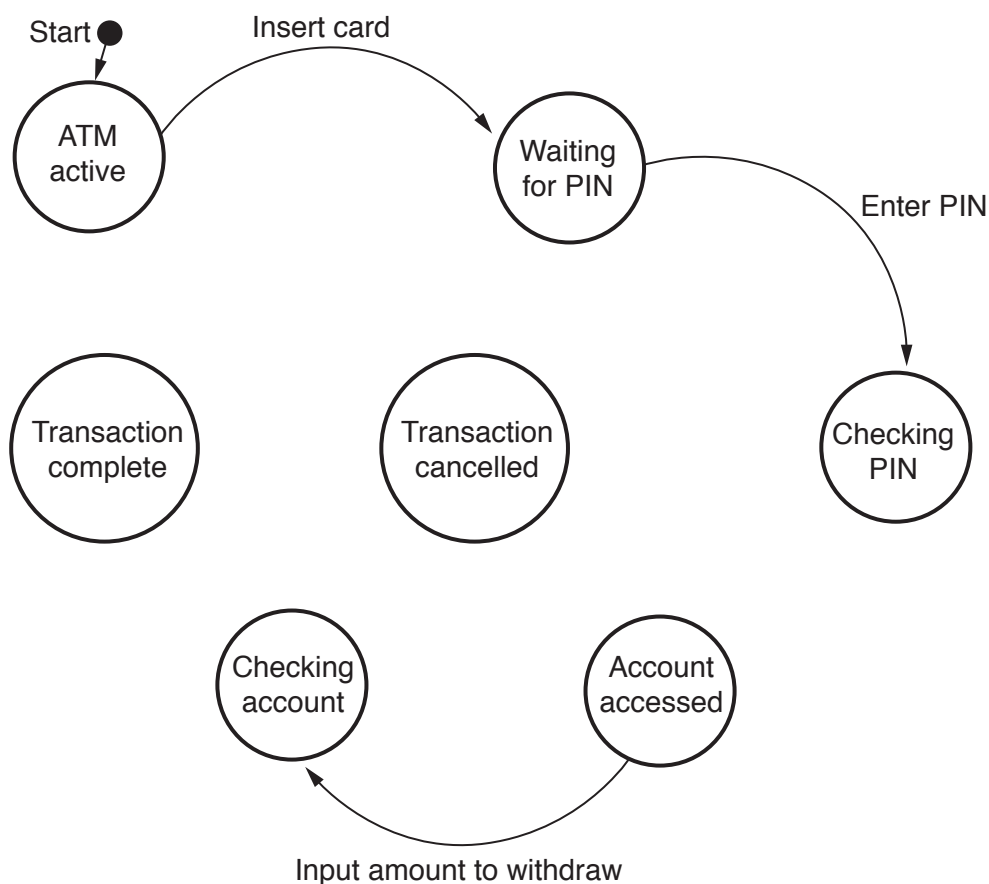 Start
Insert card
ATM
active
Waiting
for PIN
Enter PIN
Transaction
complete
Transaction
cancelled
Checking
PIN
Checking
account
Account
accessed
Input amount to withdraw